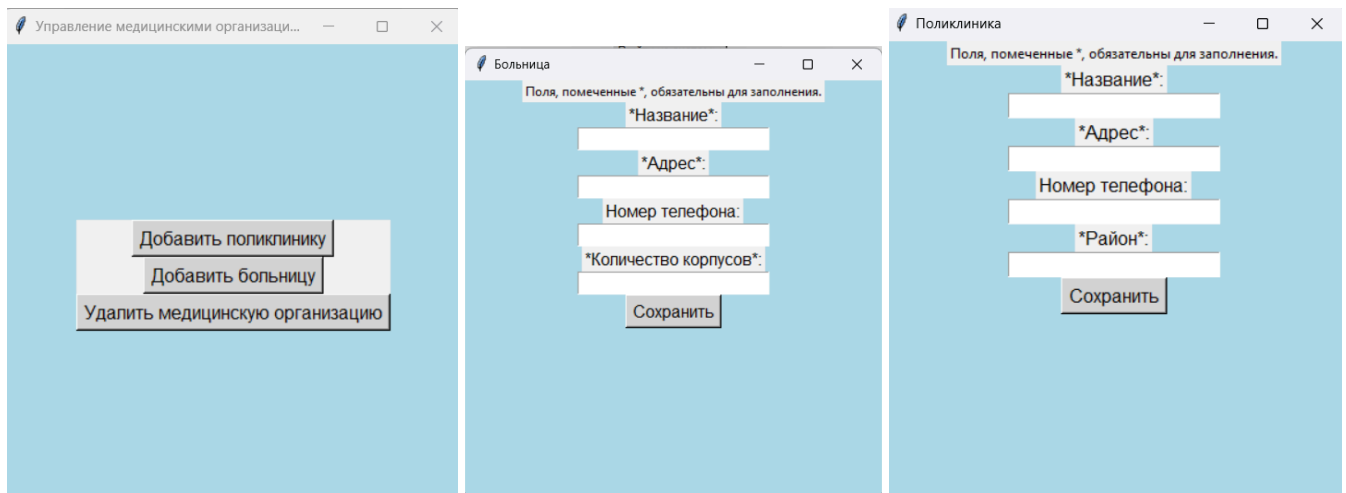 Управление медицинскими организаци...
Добавить поликлинику
Добавить больницу
Удалить медицинскую организацию
Больница
Поля, помеченные *, обязательны для заполнения.
*Название*:
*Адрес*:
Номер телефона:
*Количество корпусов*:
Сохранить
Поликлиника
Поля, помеченные *, обязательны для заполнения.
*Название*:
*Адрес*:
Номер телефона:
*Район*:
Сохранить